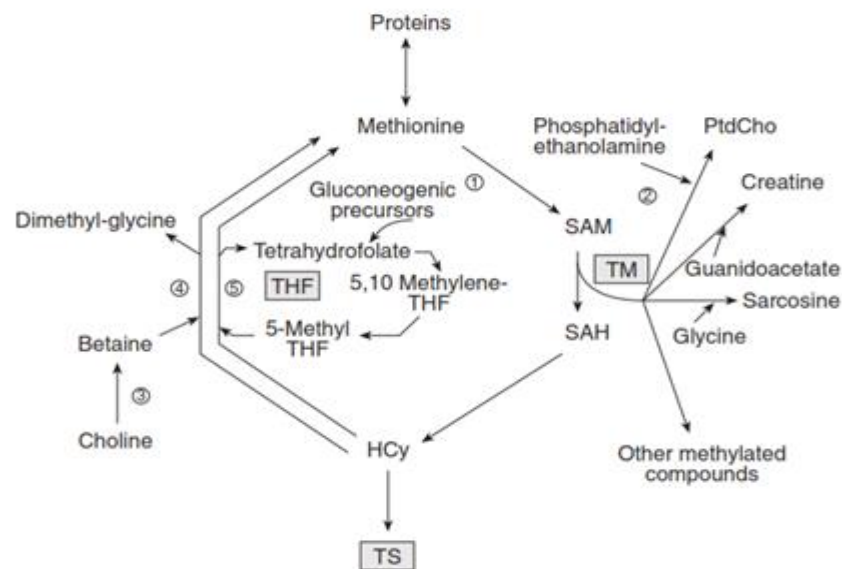 Proteins
Methionine
Phosphatidyl-
ethanolamine
PtdCho
Gluconeogenic
precursors
①
②
Creatine
Dimethyl-glycine
SAM
Tetrahydrofolate
TM
Guanidoacetate
④
⑤
THF
5,10 Methylene-
THF
Sarcosine
5-Methyl
THF
SAH
Glycine
Betaine
③
Choline
HCy
Other methylated
compounds
TS